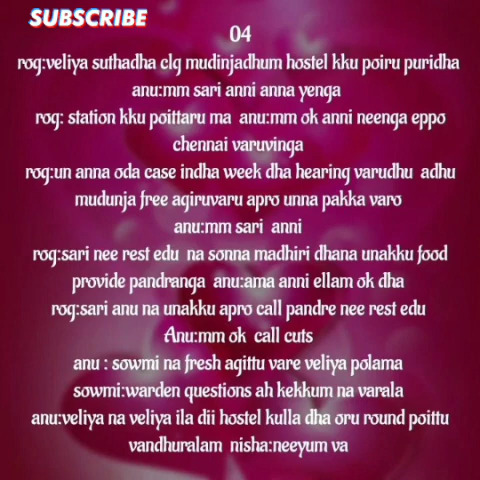 SUBSCRIBE
04
rog:veliya suthadha clg mudinjadhum hostel kku poiru puridha
anu:mm sari anni anna yenga
rog: station kku poittaru ma anu:mm ok anni neenga eppo
chennai varuvinga
rog:un anna oda case indha week dha hearing varudhu adhu
mudunja free agiruvaru apro unna pakka varo
anu:mm sari anni
rog:sari nee rest edu na sonna madhiri dhana unakku food
provide pandranga anu:ama anni ellam ok dha
rog:sari anu na unakku apro call pandre nee rest edu
Anu:mm ok call cuts
anu : sowmi na fresh agittu vare veliya polama
sowmi:warden questions ah kekkum na varala
anu:veliya na veliya ila dii hostel kulla dha oru round poittu
vandhuralam nisha:neeyum va